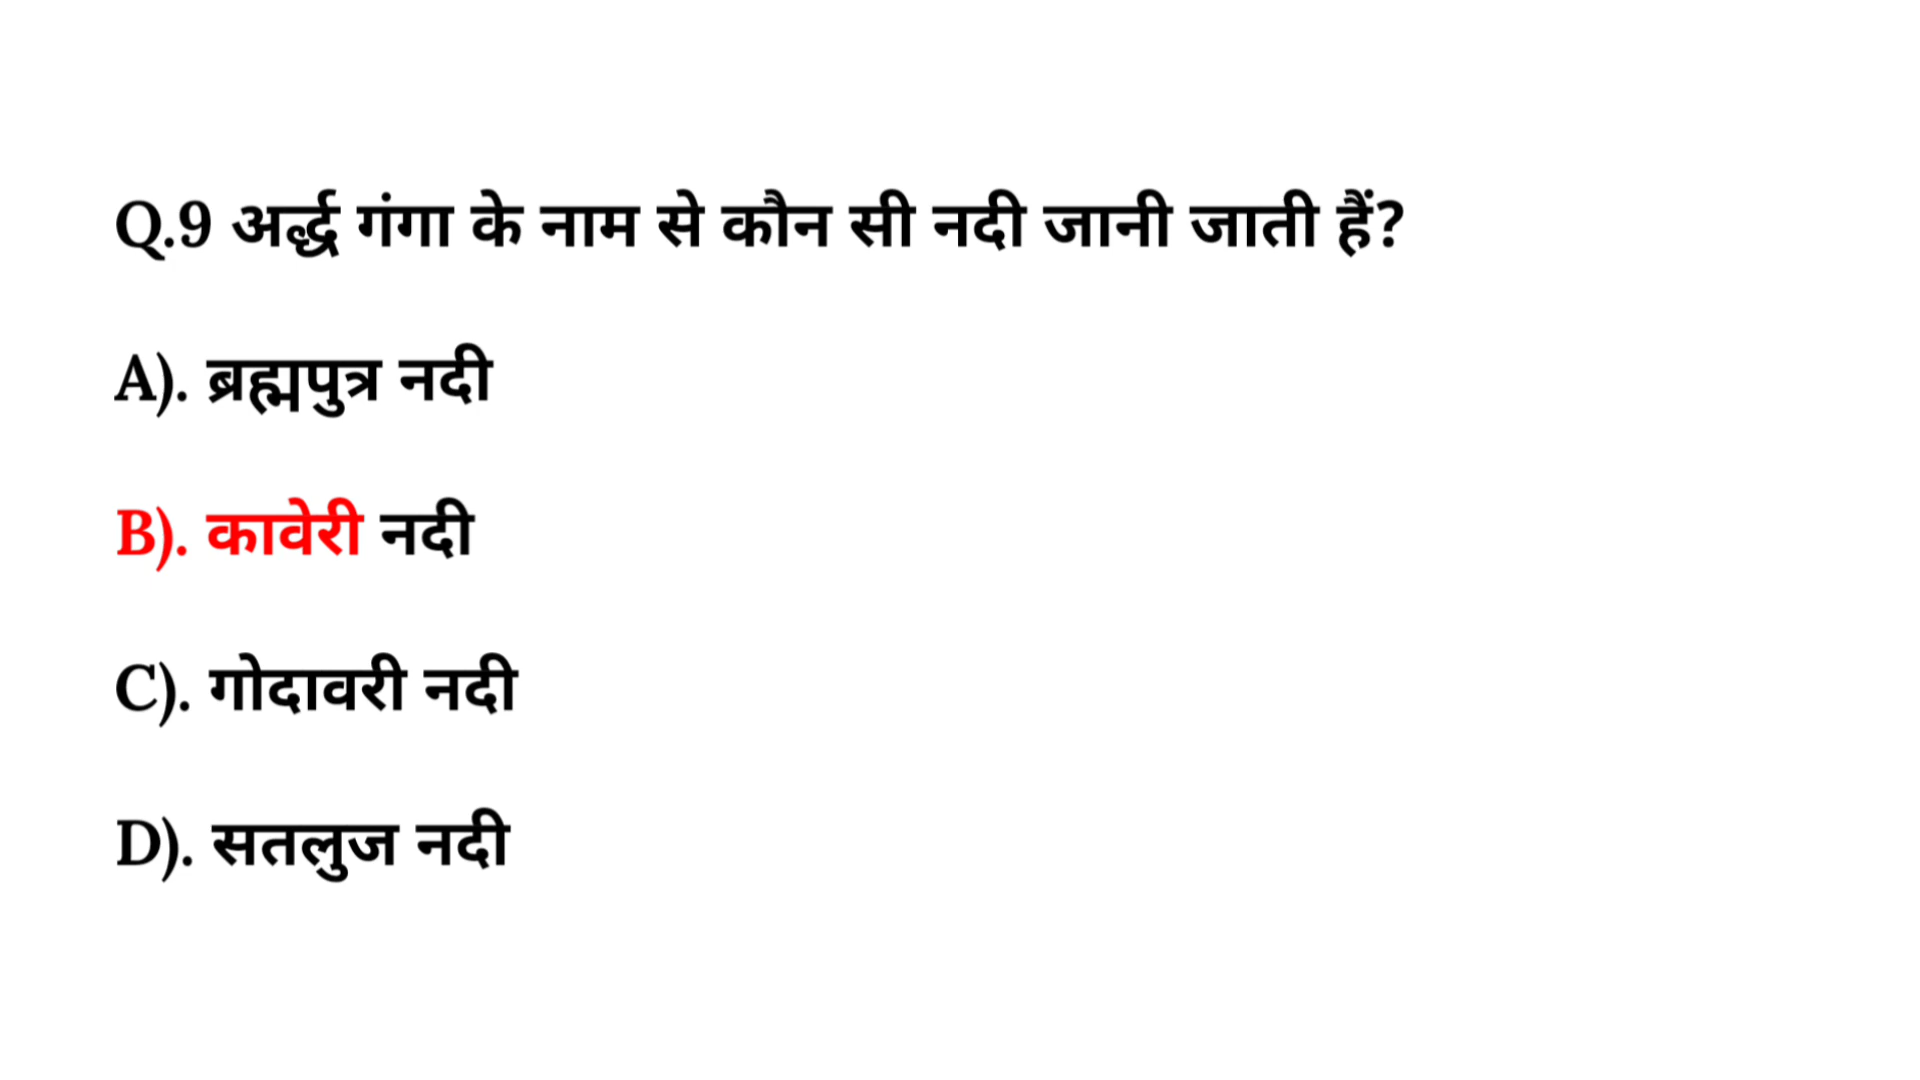 Q.9 अर्द्ध गंगा के नाम से कौन सी नदी जानी जाती हैं?
A). ब्रह्मपुत्र नदी
B). कावेरी नदी
C). गोदावरी नदी
D). सतलुज नदी